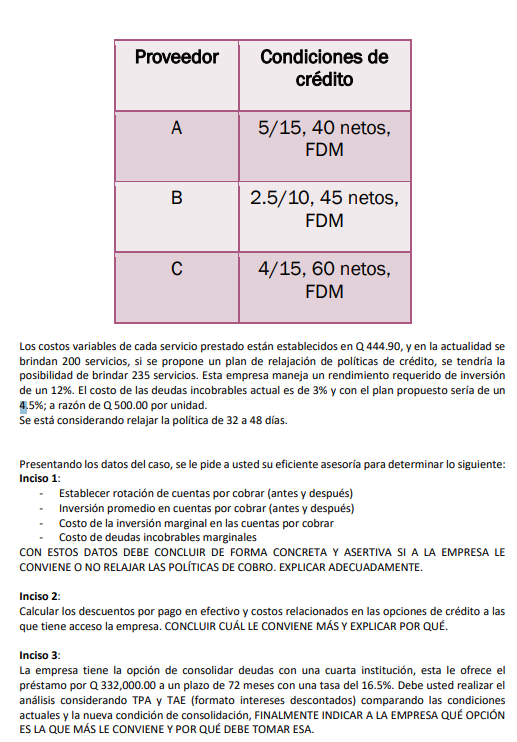 Proveedor
Condiciones de
crédito
A
5/15, 40 netos,
FDM
B
2.5/10, 45 netos,
FDM
C
4/15, 60 netos,
FDM
Los costos variables de cada servicio prestado están establecidos en Q 444.90, y en la actualidad se
brindan 200 servicios, si se propone un plan de relajación de políticas de crédito, se tendría la
posibilidad de brindar 235 servicios. Esta empresa maneja un rendimiento requerido de inversión
de un 12%. El costo de las deudas incobrables actual es de 3% y con el plan propuesto sería de un
4.5%; a razón de Q 500.00 por unidad.
Se está considerando relajar la política de 32 a 48 días.
Presentando los datos del caso, se le pide a usted su eficiente asesoría para determinar lo siguiente:
Inciso 1:
- Establecer rotación de cuentas por cobrar (antes y después)
- Inversión promedio en cuentas por cobrar (antes y después)
- Costo de la inversión marginal en las cuentas por cobrar
- Costo de deudas incobrables marginales
CON ESTOS DATOS DEBE CONCLUIR DE FORMA CONCRETA Y ASERTIVA SI A LA EMPRESA LE
CONVIENE O NO RELAJAR LAS POLÍTICAS DE COBRO. EXPLICAR ADECUADAMENTE.
Inciso 2:
Calcular los descuentos por pago en efectivo y costos relacionados en las opciones de crédito a las
que tiene acceso la empresa. CONCLUIR CUÁL LE CONVIENE MÁS Y EXPLICAR POR QUÉ.
Inciso 3:
La empresa tiene la opción de consolidar deudas con una cuarta institución, esta le ofrece el
préstamo por Q 332,000.00 a un plazo de 72 meses con una tasa del 16.5%. Debe usted realizar el
análisis considerando TPA y TAE (formato intereses descontados) comparando las condiciones
actuales y la nueva condición de consolidación, FINALMENTE INDICAR A LA EMPRESA QUÉ OPCIÓN
ES LA QUE MÁS LE CONVIENE Y POR QUÉ DEBE TOMAR ESA.